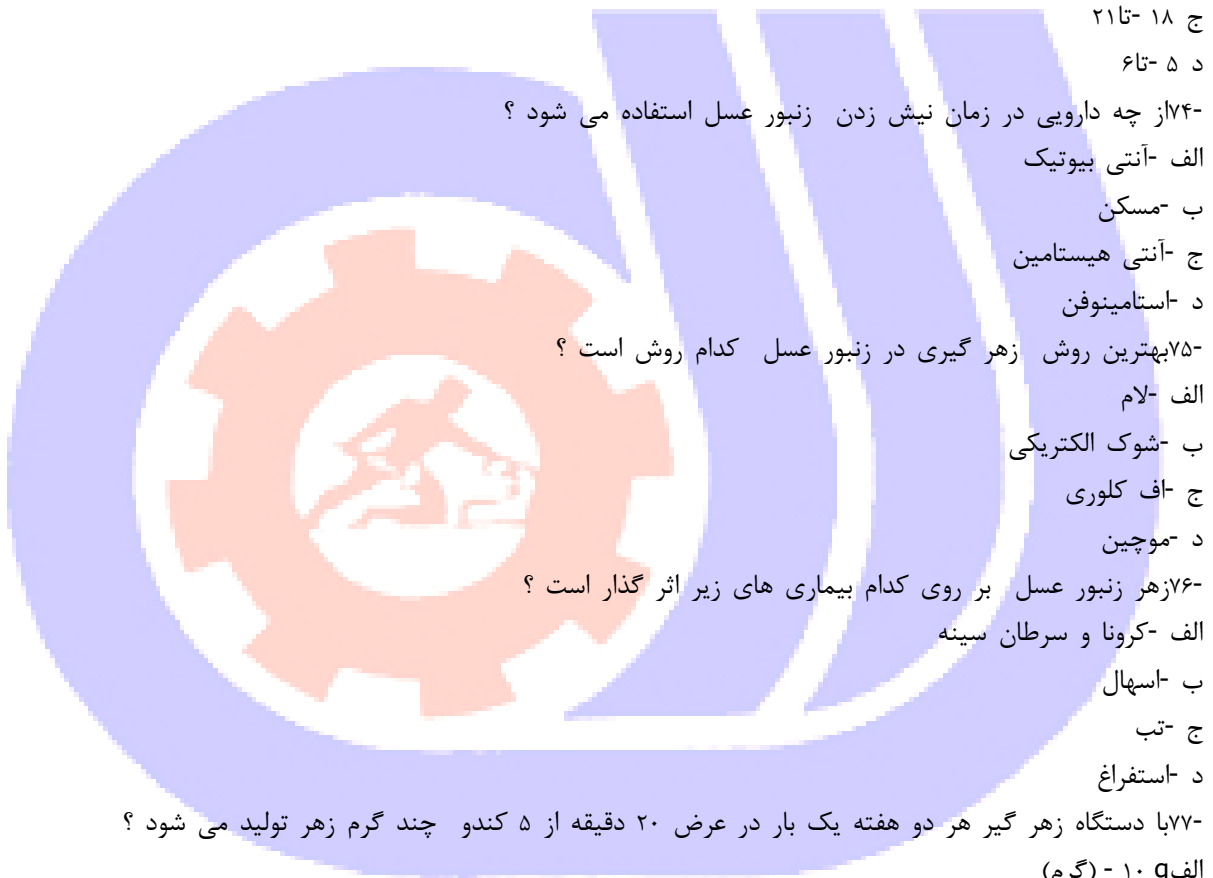 ج ۱۸ -تا۲۱
د ۵ -تا۶
-۷۴از چه دارویی در زمان نیش زدن زنبور عسل استفاده می شود ؟
الف -آنتی بیوتیک
ب -مسکن
ج -آنتی هیستامین
د -استامینوفن
-۷۵بهترین روش زهر گیری در زنبور عسل کدام روش است ؟
الف -لام
ب -شوک الکتریکی
ج -اف کلوری
د -موچین
-۷۶زهر زنبور عسل بر روی کدام بیماری های زیر اثر گذار است ؟
الف -کرونا و سرطان سینه
ب -اسهال
ج -تب
د -استفراغ
-۷۷با دستگاه زهر گیر هر دو هفته یک بار در عرض ۲۰ دقیقه از ۵ کندو چند گرم زهر تولید می شود ؟
الفg ۱۰ - (گرم)